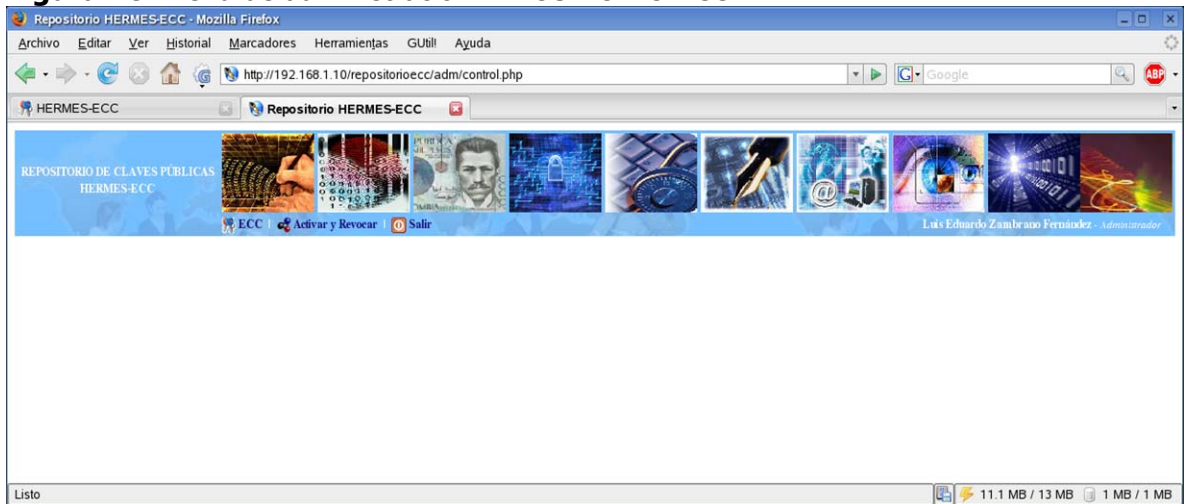 Repositorio HERMES-ECC - Mozilla Firefox
Archivo Editar Ver Historial Marcadores Herramientas GUtil! Ayuda
http://192.168.1.10/repositorioecc/adm/control.php
G Google
ABP
HERMES-ECC
Repositorio HERMES-ECC
REPOSITORIO DE CLAVES PÚBLICAS
HERMES-ECC
ECC | Activar y Revocar | Salir
Luis Eduardo Zambrano Fernández - Administrador
Listo
11.1 MB / 13 MB
1 MB / 1 MB